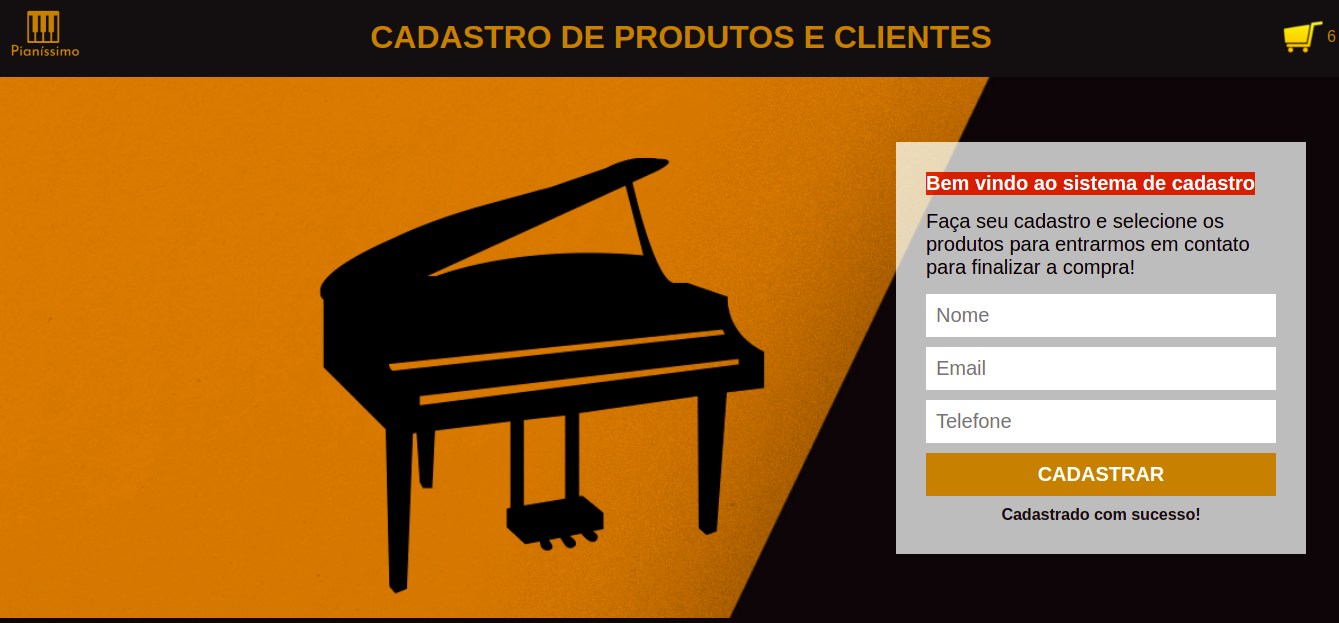 Pianíssimo
CADASTRO DE PRODUTOS E CLIENTES
6
Bem vindo ao sistema de cadastro
Faça seu cadastro e selecione os
produtos para entrarmos em contato
para finalizar a compra!
Nome
Email
Telefone
CADASTRAR
Cadastrado com sucesso!